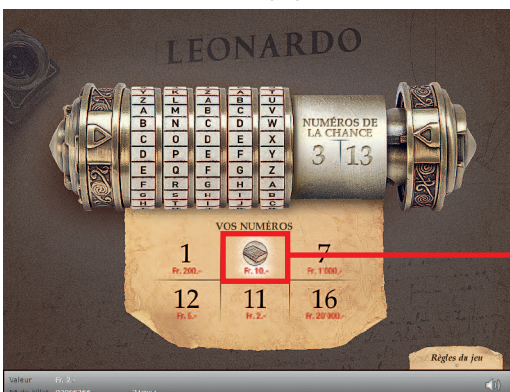 LEONARDO
Y K Z A T
Z L A B U
A M B C V
B N C D W
C O D E X
D P E F Y
E Q F G Z
F R G H A
G S H I B
NUMÉROS DE
LA CHANCE
3 13
VOS NUMÉROS
1 7
Fr. 200.- Fr. 10.- Fr. 1'000.-
12 11 16
Fr. 5.- Fr. 2.- Fr. 20'000.-
Règles du jeu
Valeur Fr. 2.-